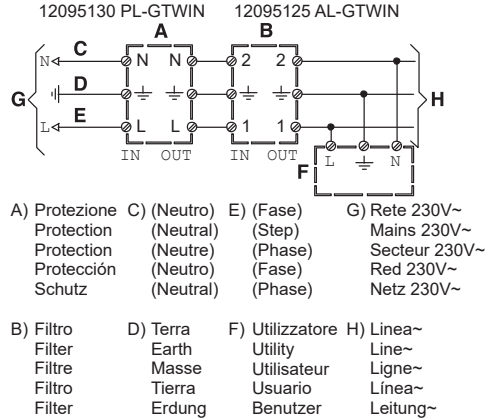 12095130 PL-GTWIN 12095125 AL-GTWIN
A B
N C N N 2 2
G D H
L E L L 1 1
IN OUT IN OUT
F L N
A) Protezione C) (Neutro) E) (Fase) G) Rete 230V~
Protection (Neutral) (Step) Mains 230V~
Protection (Neutre) (Phase) Secteur 230V~
Protección (Neutro) (Fase) Red 230V~
Schutz (Neutral) (Phase) Netz 230V~
B) Filtro D) Terra F) Utilizzatore H) Linea~
Filter Earth Utility Line~
Filtre Masse Utilisateur Ligne~
Filtro Tierra Usuario Línea~
Filter Erdung Benutzer Leitung~